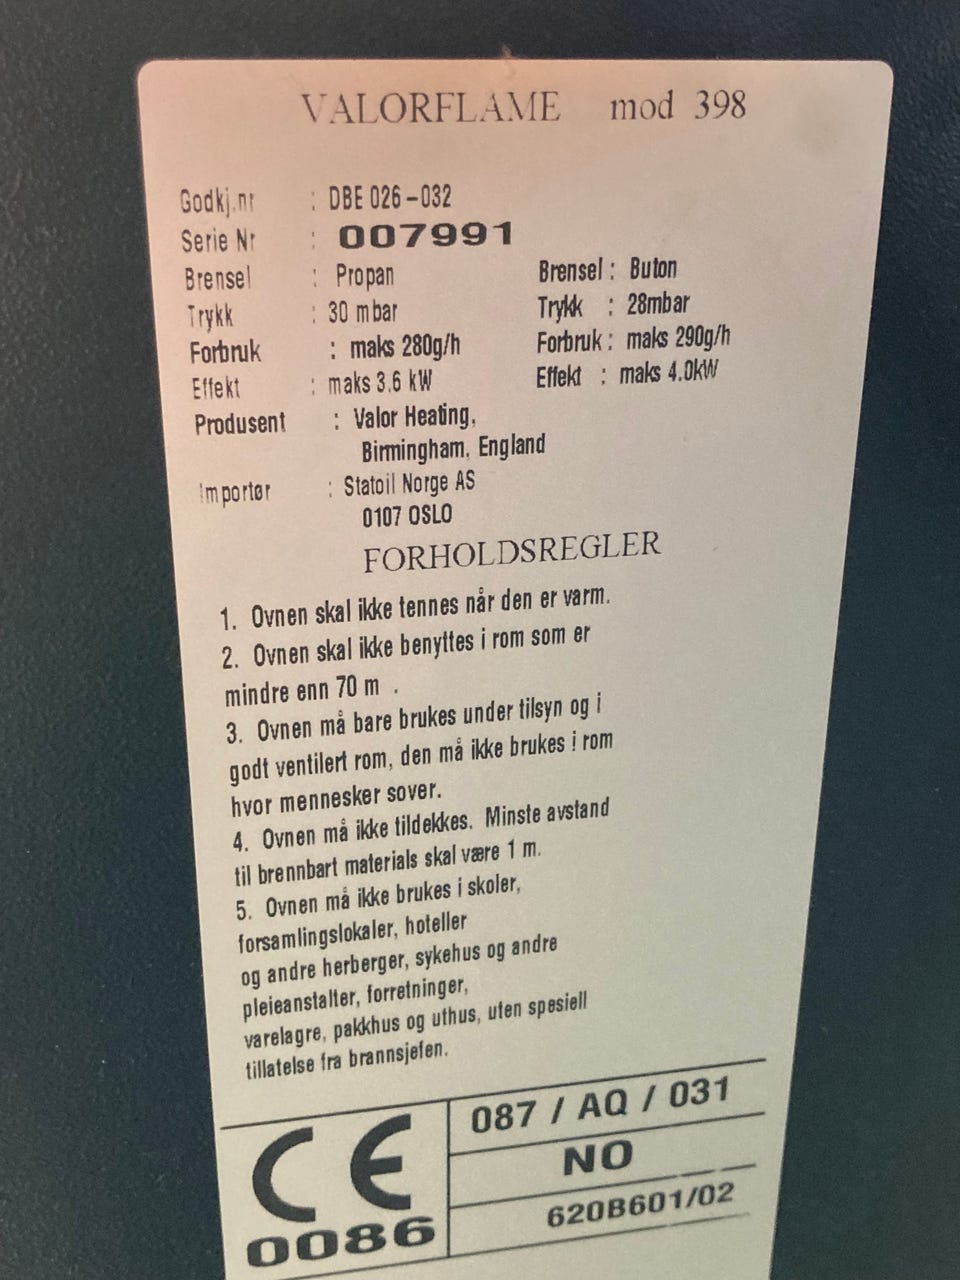 VALORFLAME mod 398
Godkj.nr : DBE 026-032
Serie Nr : 007991
Brensel : Propan Brensel : Buton
Trykk : 30 mbar Trykk : 28mbar
Forbruk : maks 280g/h Forbruk : maks 290g/h
Effekt : maks 3.6 kW Effekt : maks 4.0kW
Produsent : Valor Heating,
Birmingham, England
Importør : Statoil Norge AS
0107 OSLO
FORHOLDSREGLER
1. Ovnen skal ikke tennes når den er varm.
2. Ovnen skal ikke benyttes i rom som er
mindre enn 70 m .
3. Ovnen må bare brukes under tilsyn og i
godt ventilert rom, den må ikke brukes i rom
hvor mennesker sover.
4. Ovnen må ikke tildekkes. Minste avstand
til brennbart materials skal være 1 m.
5. Ovnen må ikke brukes i skoler,
forsamlingslokaler, hoteller
og andre herberger, sykehus og andre
pleieanstalter, forretninger,
varelagre, pakkhus og uthus, uten spesiell
tillatelse fra brannsjefen.
CE 087 / AQ / 031
NO
0086 620B601/02